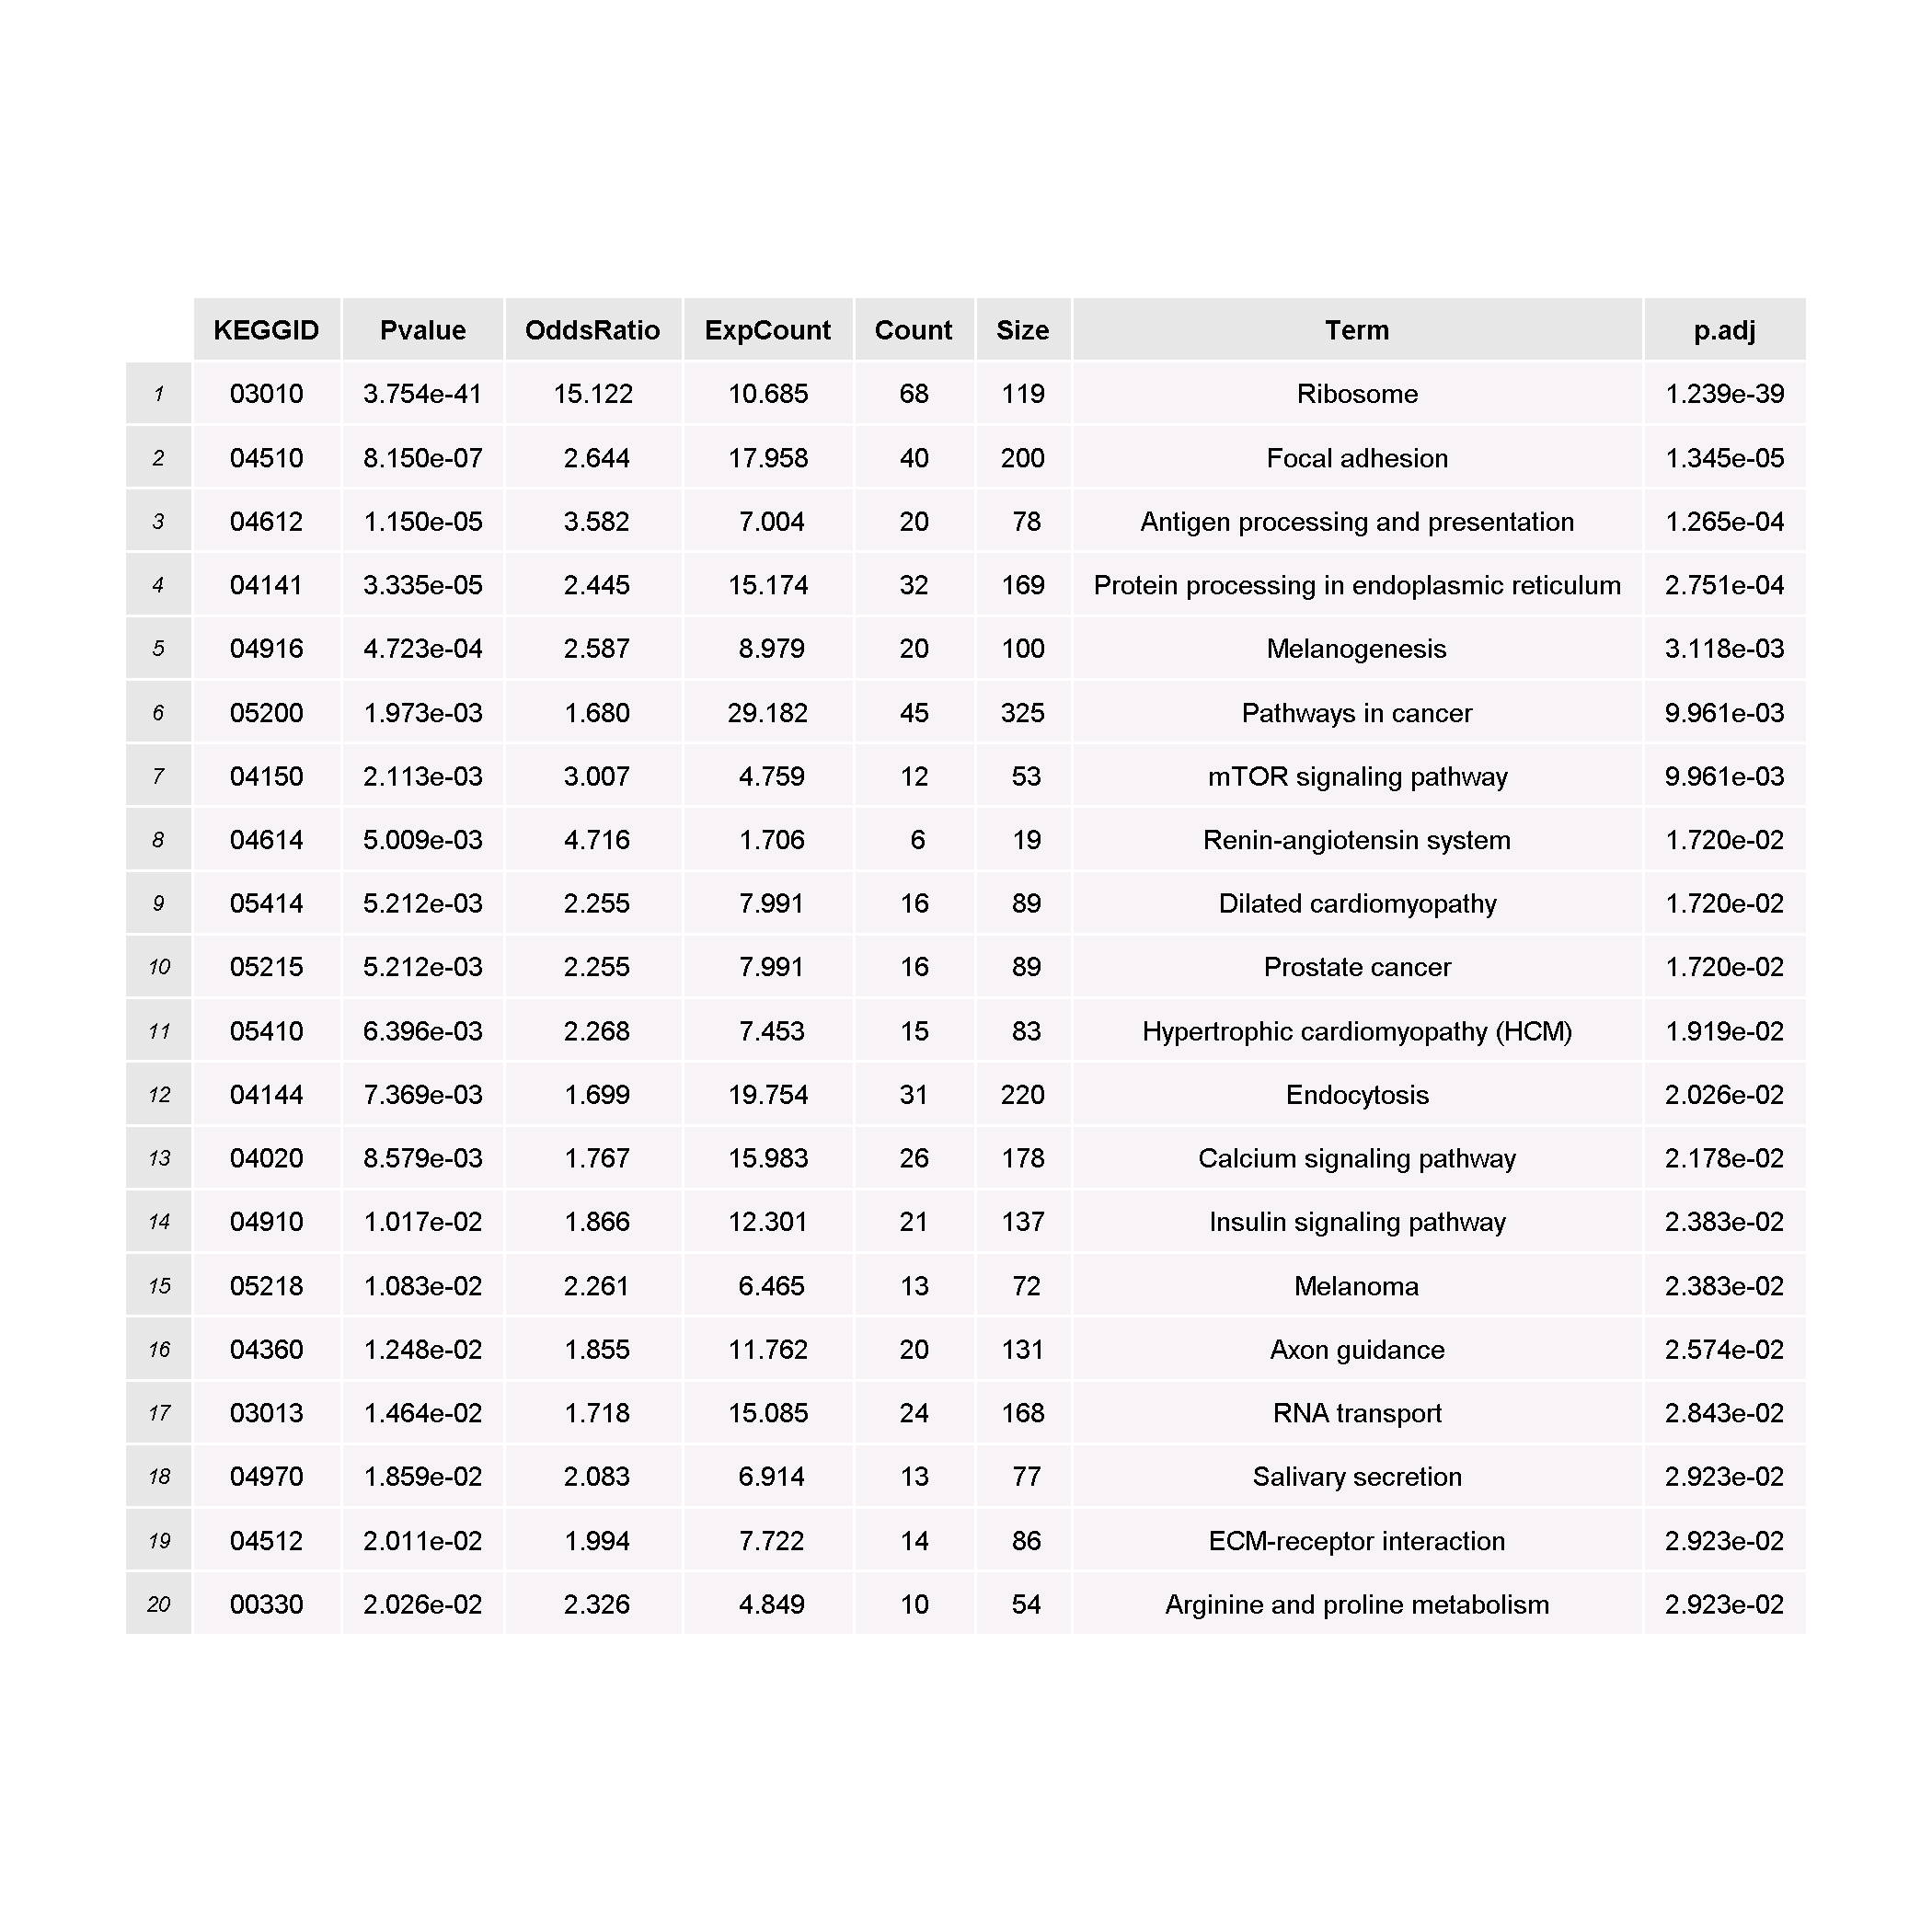 KEGGID Pvalue OddsRatio ExpCount Count Size Term p.adj
1 03010 3.754e-41 15.122 10.685 68 119 Ribosome 1.239e-39
2 04510 8.150e-07 2.644 17.958 40 200 Focal adhesion 1.345e-05
3 04612 1.150e-05 3.582 7.004 20 78 Antigen processing and presentation 1.265e-04
4 04141 3.335e-05 2.445 15.174 32 169 Protein processing in endoplasmic reticulum 2.751e-04
5 04916 4.723e-04 2.587 8.979 20 100 Melanogenesis 3.118e-03
6 05200 1.973e-03 1.680 29.182 45 325 Pathways in cancer 9.961e-03
7 04150 2.113e-03 3.007 4.759 12 53 mTOR signaling pathway 9.961e-03
8 04614 5.009e-03 4.716 1.706 6 19 Renin-angiotensin system 1.720e-02
9 05414 5.212e-03 2.255 7.991 16 89 Dilated cardiomyopathy 1.720e-02
10 05215 5.212e-03 2.255 7.991 16 89 Prostate cancer 1.720e-02
11 05410 6.396e-03 2.268 7.453 15 83 Hypertrophic cardiomyopathy (HCM) 1.919e-02
12 04144 7.369e-03 1.699 19.754 31 220 Endocytosis 2.026e-02
13 04020 8.579e-03 1.767 15.983 26 178 Calcium signaling pathway 2.178e-02
14 04910 1.017e-02 1.866 12.301 21 137 Insulin signaling pathway 2.383e-02
15 05218 1.083e-02 2.261 6.465 13 72 Melanoma 2.383e-02
16 04360 1.248e-02 1.855 11.762 20 131 Axon guidance 2.574e-02
17 03013 1.464e-02 1.718 15.085 24 168 RNA transport 2.843e-02
18 04970 1.859e-02 2.083 6.914 13 77 Salivary secretion 2.923e-02
19 04512 2.011e-02 1.994 7.722 14 86 ECM-receptor interaction 2.923e-02
20 00330 2.026e-02 2.326 4.849 10 54 Arginine and proline metabolism 2.923e-02